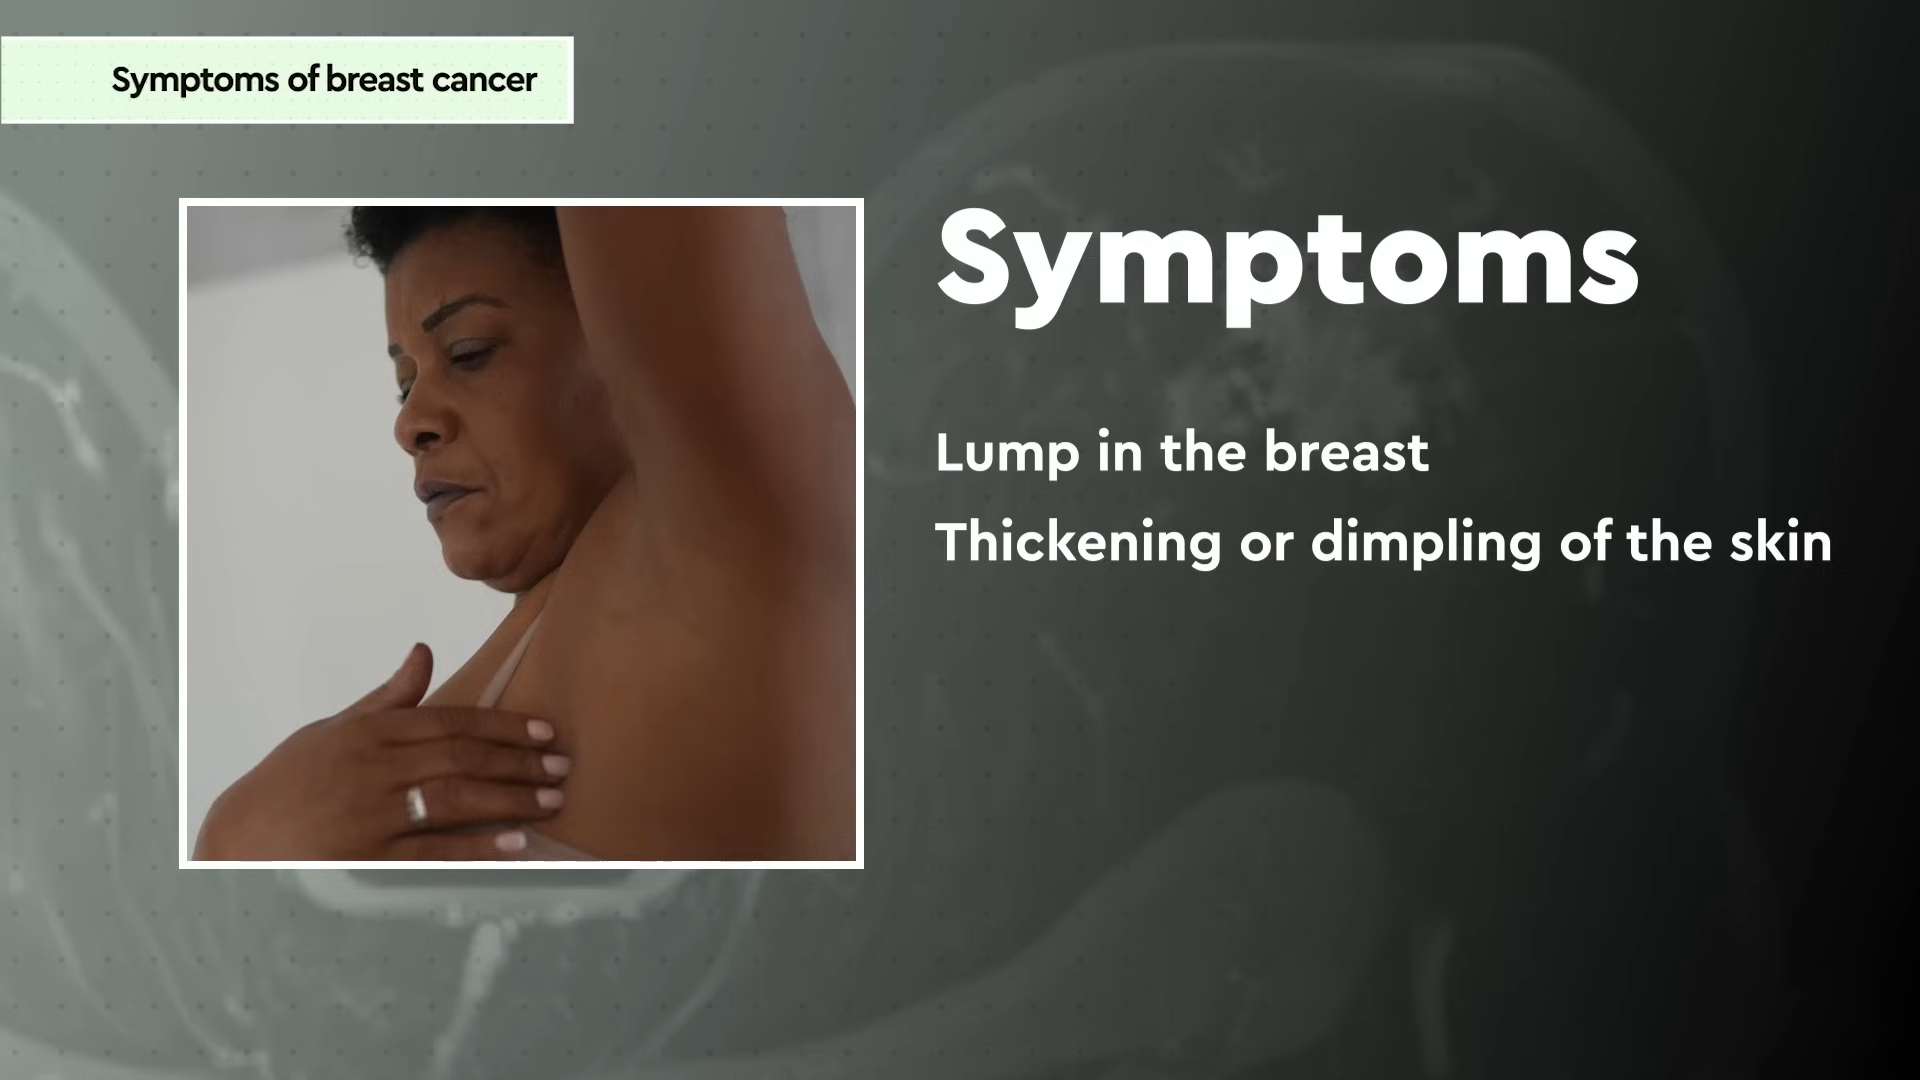 Symptoms of breast cancer
Symptoms
Lump in the breast
Thickening or dimpling of the skin